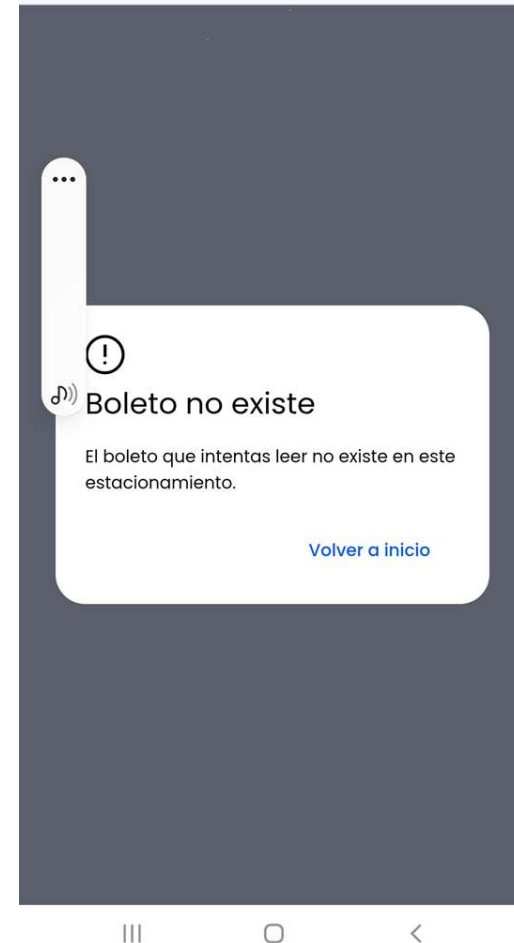 Boleto no existe
El boleto que intentas leer no existe en este
estacionamiento.
Volver a inicio